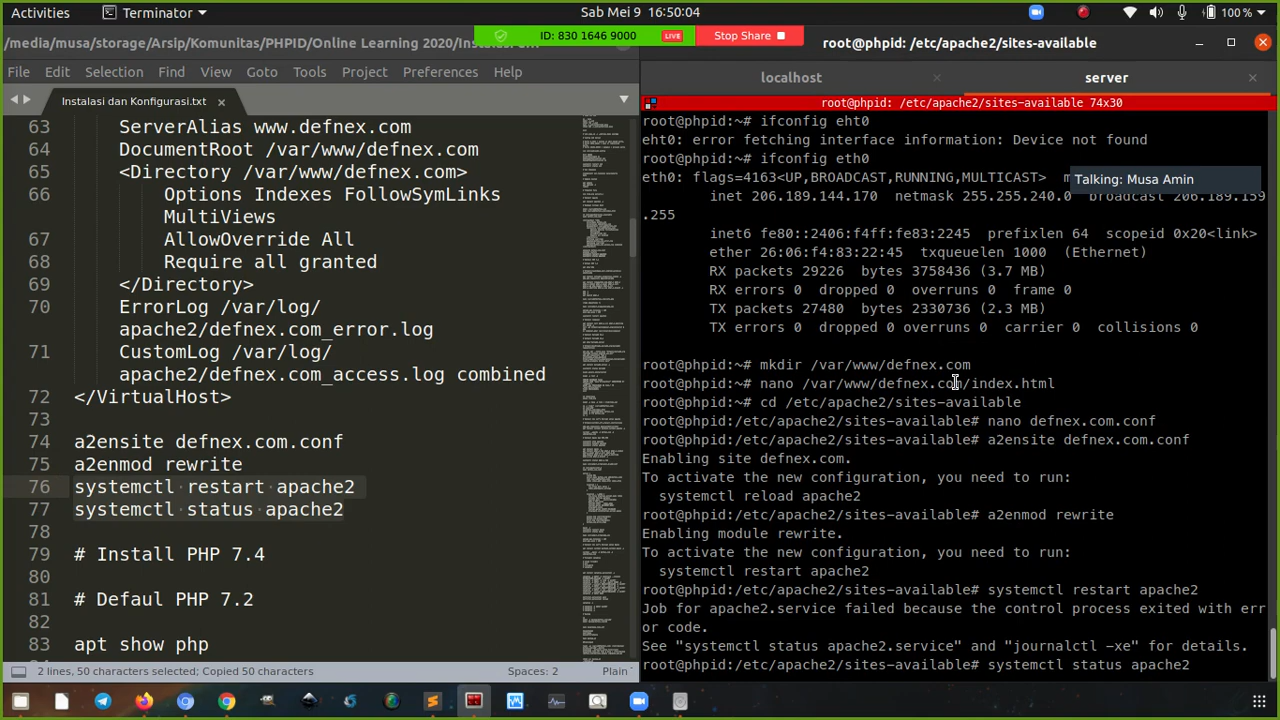 Activities
Terminator
Sab Mei 9 16:50:04
100 %
/media/musa/storage/Arsip/Komunitas/PHPID/Online Learning 2020/
ID: 830 1646 9000
LIVE
Stop Share
root@phpid: /etc/apache2/sites-available
File Edit Selection Find View Goto Tools Project Preferences Help
Instalasi dan Konfigurasi.txt
63 ServerAlias www.defnex.com
64 DocumentRoot /var/www/defnex.com
65 <Directory /var/www/defnex.com>
66 Options Indexes FollowSymLinks
MultiViews
67 AllowOverride All
68 Require all granted
69 </Directory>
70 ErrorLog /var/log/
apache2/defnex.com_error.log
71 CustomLog /var/log/
apache2/defnex.com_access.log combined
72 </VirtualHost>
73
74 a2ensite defnex.com.conf
75 a2enmod rewrite
76 systemctl restart apache2
77 systemctl status apache2
78
79 # Install PHP 7.4
80
81 # Defaul PHP 7.2
82
83 apt show php
2 lines, 50 characters selected; Copied 50 characters
Spaces: 2
Plain
localhost
server
root@phpid: /etc/apache2/sites-available 74x30
root@phpid:~# ifconfig eht0
eht0: error fetching interface information: Device not found
root@phpid:~# ifconfig eth0
eth0: flags=4163<UP,BROADCAST,RUNNING,MULTICAST>
Talking: Musa Amin
inet 206.189.144.170 netmask 255.255.240.0 broadcast 206.189.159
.255
inet6 fe80::2406:f4ff:fe83:2245 prefixlen 64 scopeid 0x20<link>
ether 26:06:f4:83:22:45 txqueuelen 1000 (Ethernet)
RX packets 29226 bytes 3758436 (3.7 MB)
RX errors 0 dropped 0 overruns 0 frame 0
TX packets 27480 bytes 2330736 (2.3 MB)
TX errors 0 dropped 0 overruns 0 carrier 0 collisions 0
root@phpid:~# mkdir /var/www/defnex.com
root@phpid:~# nano /var/www/defnex.com/index.html
root@phpid:~# cd /etc/apache2/sites-available
root@phpid:/etc/apache2/sites-available# nano defnex.com.conf
root@phpid:/etc/apache2/sites-available# a2ensite defnex.com.conf
Enabling site defnex.com.
To activate the new configuration, you need to run:
systemctl reload apache2
root@phpid:/etc/apache2/sites-available# a2enmod rewrite
Enabling module rewrite.
To activate the new configuration, you need to run:
systemctl restart apache2
root@phpid:/etc/apache2/sites-available# systemctl restart apache2
Job for apache2.service failed because the control process exited with err
or code.
See "systemctl status apache2.service" and "journalctl -xe" for details.
root@phpid:/etc/apache2/sites-available# systemctl status apache2